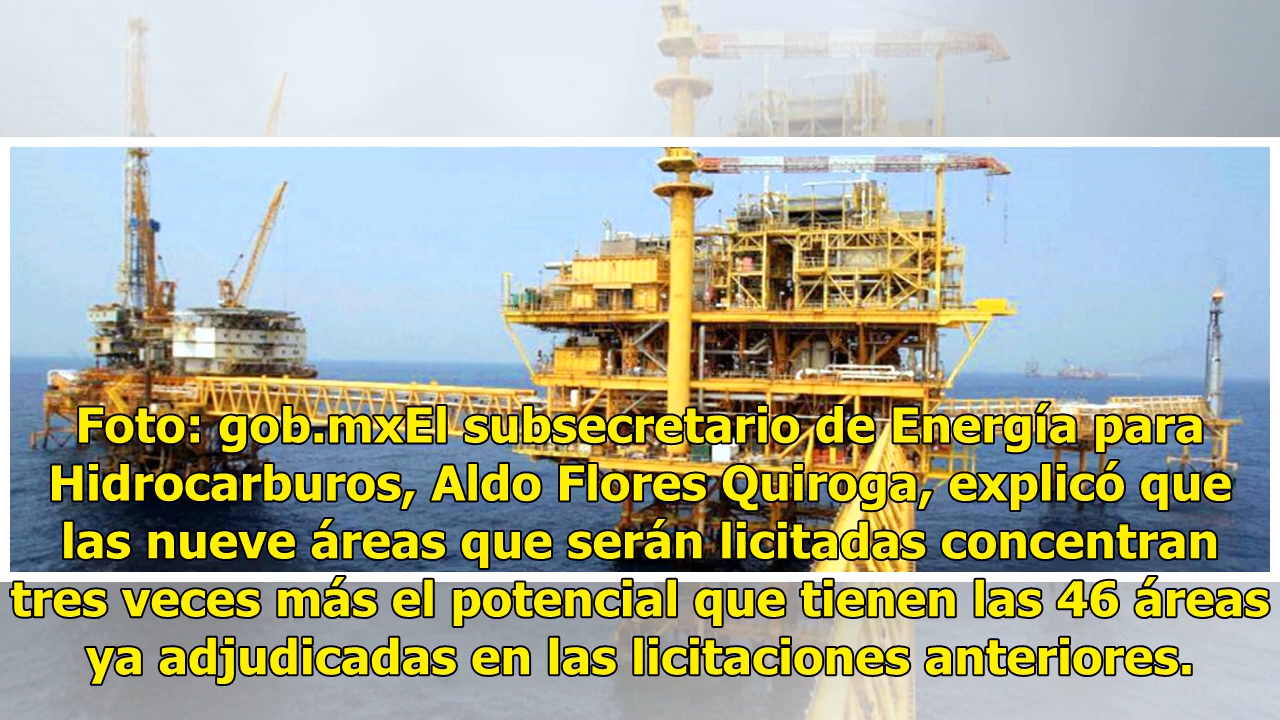 Foto: gob.mxEl subsecretario de Energía para
Hidrocarburos, Aldo Flores Quiroga, explicó que
las nueve áreas que serán licitadas concentran
tres veces más el potencial que tienen las 46 áreas
ya adjudicadas en las licitaciones anteriores.